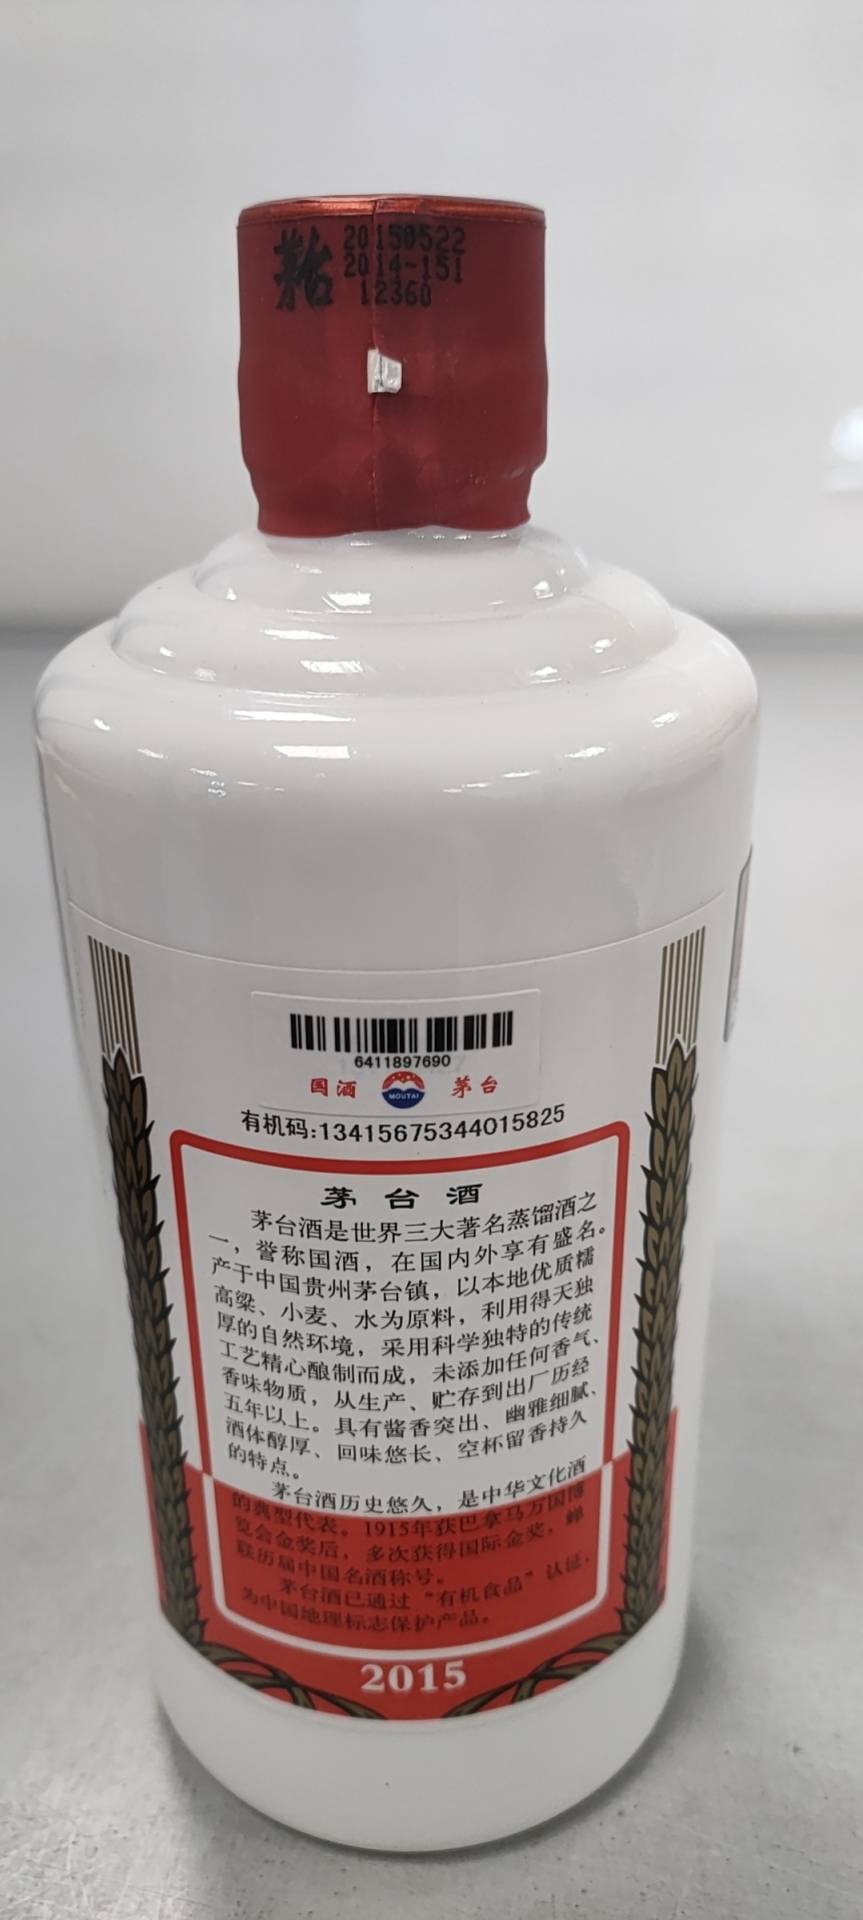 茅台
20150522
2014-151
12360
6411897690
国酒 MOUTAI 茅台
有机码:13415675344015825
茅台酒
茅台酒是世界三大著名蒸馏酒之
一，誉称国酒，在国内外享有盛名。
产于中国贵州茅台镇，以本地优质糯
高粱、小麦、水为原料，利用得天独
厚的自然环境，采用科学独特的传统
工艺精心酿制而成，未添加任何香气、
香味物质，从生产、贮存到出厂历经
五年以上。具有酱香突出、幽雅细腻、
酒体醇厚、回味悠长、空杯留香持久
的特点。
茅台酒历史悠久，是中华文化酒
的典型代表。1915年获巴拿马万国博
览会金奖后，多次获得国际金奖，蝉
联历届中国名酒称号。
茅台酒已通过“有机食品”认证，
为中国地理标志保护产品。
2015